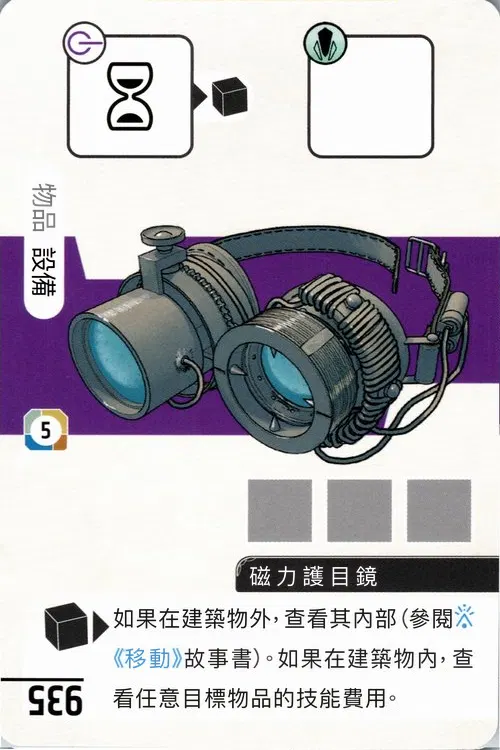 物品 設備
5
磁力護目鏡
如果在建築物外,查看其內部(參閱
《移動》故事書)。如果在建築物內,查
看任意目標物品的技能費用。
935